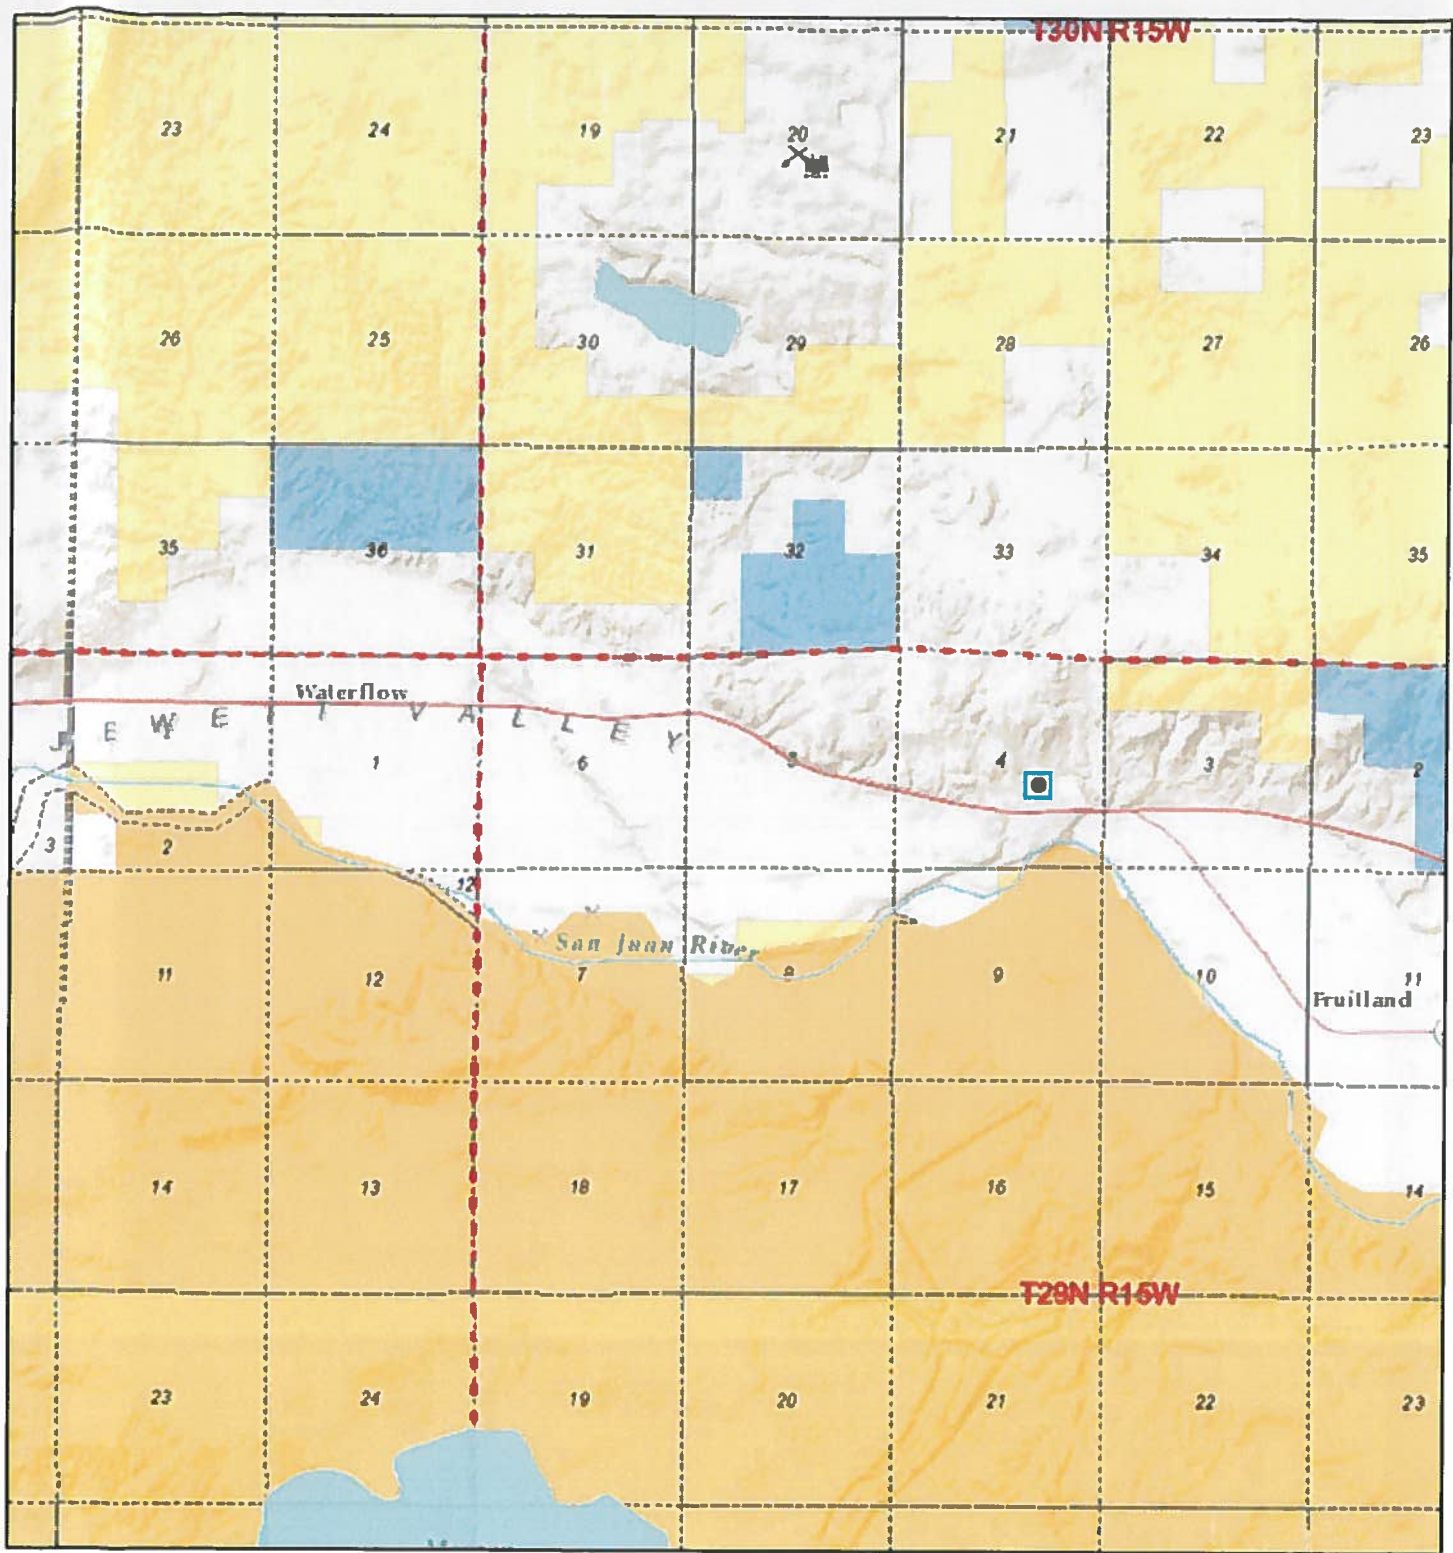 T30N R15W
23 24 19 20 21 22 23
26 25 30 29 28 27 26
35 36 31 32 33 34 35
Waterflow
JEWETT VALLEY
1 6 5 4 3 2
3 2
12
San Juan River
11 12 7 8 9 10 11
Fruitland
14 13 18 17 16 15 14
T29N R15W
23 24 19 20 21 22 23